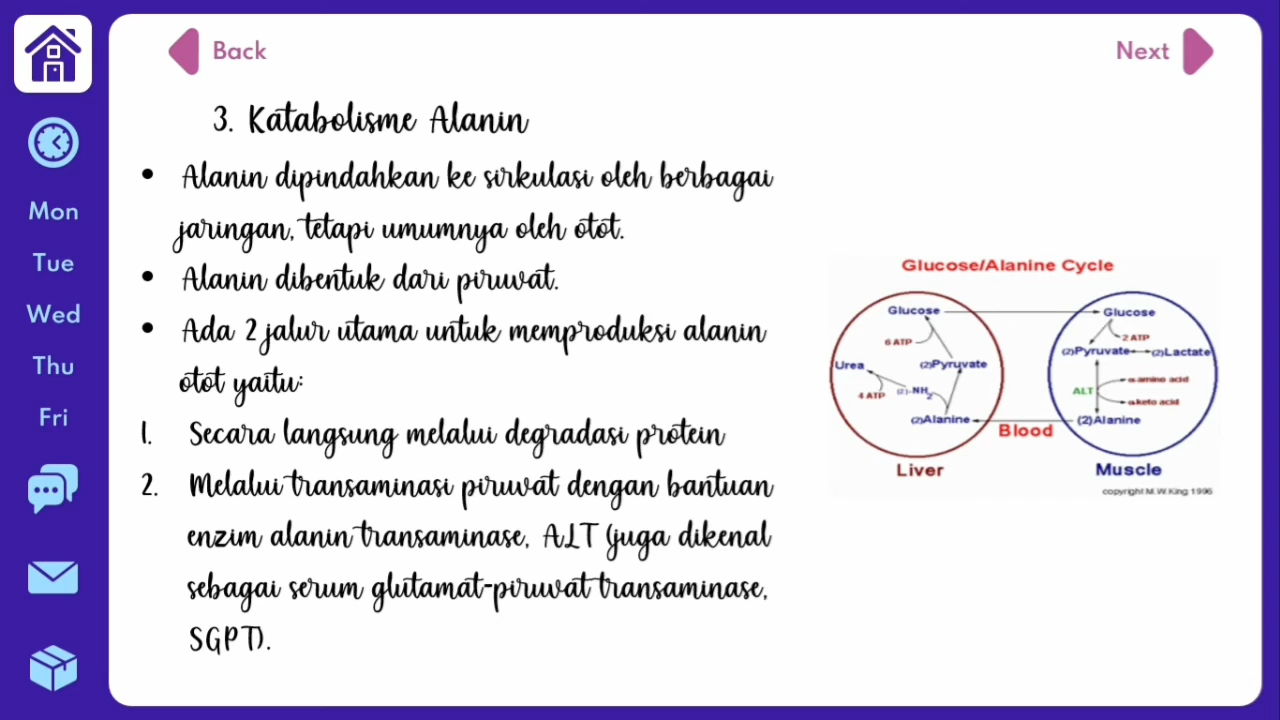 Back
Next
3. Katabolisme Alanin
• Alanin dipindahkan ke sirkulasi oleh berbagai
jaringan, tetapi umumnya oleh otot.
• Alanin dibentuk dari piruvat.
• Ada 2 jalur utama untuk memproduksi alanin
otot yaitu:
1. Secara langsung melalui degradasi protein
2. Melalui transaminasi piruvat dengan bantuan
enzim alanin transaminase, ALT (juga dikenal
sebagai serum glutamat-piruvat transaminase,
SGPT).
Mon
Tue
Wed
Thu
Fri
Glucose/Alanine Cycle
Glucose
6 ATP
Urea
(2)Pyruvate
4 ATP
(2)-NH2
(2)Alanine
Liver
Blood
Glucose
2 ATP
(2)Pyruvate
(2)Lactate
ALT
α-amino acid
α-keto acid
(2)Alanine
Muscle
copyright M.W.King 1996